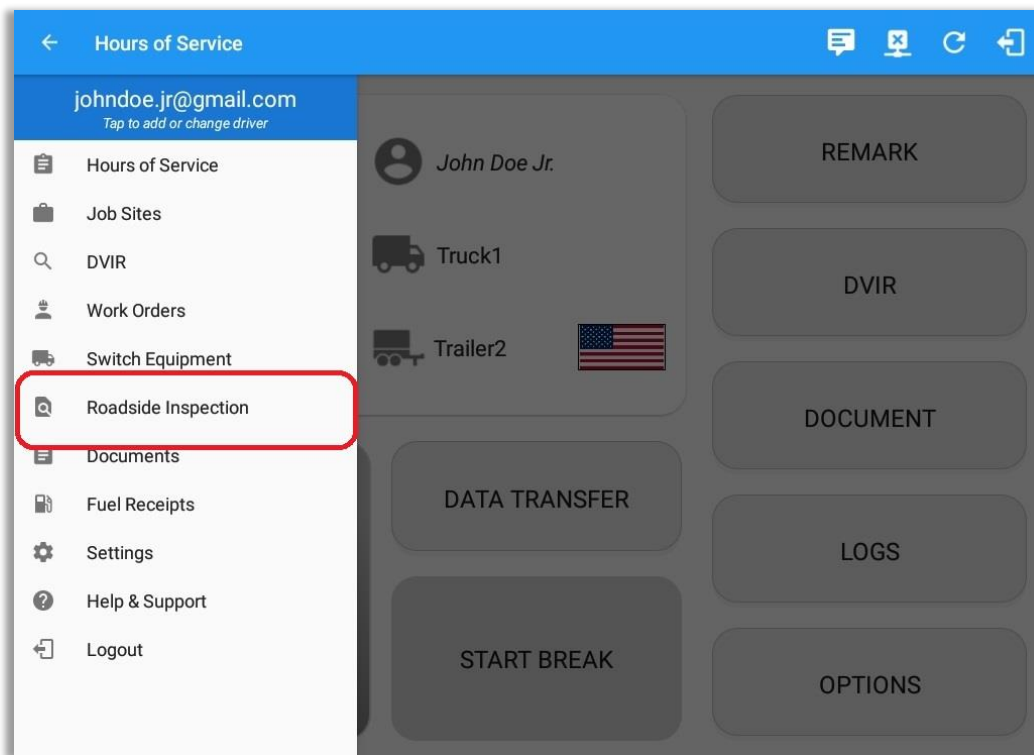 Hours of Service
johndoe.jr@gmail.com
Tap to add or change driver
Hours of Service
Job Sites
DVIR
Work Orders
Switch Equipment
Roadside Inspection
Documents
Fuel Receipts
Settings
Help & Support
Logout
John Doe Jr.
Truck1
Trailer2
DATA TRANSFER
START BREAK
REMARK
DVIR
DOCUMENT
LOGS
OPTIONS